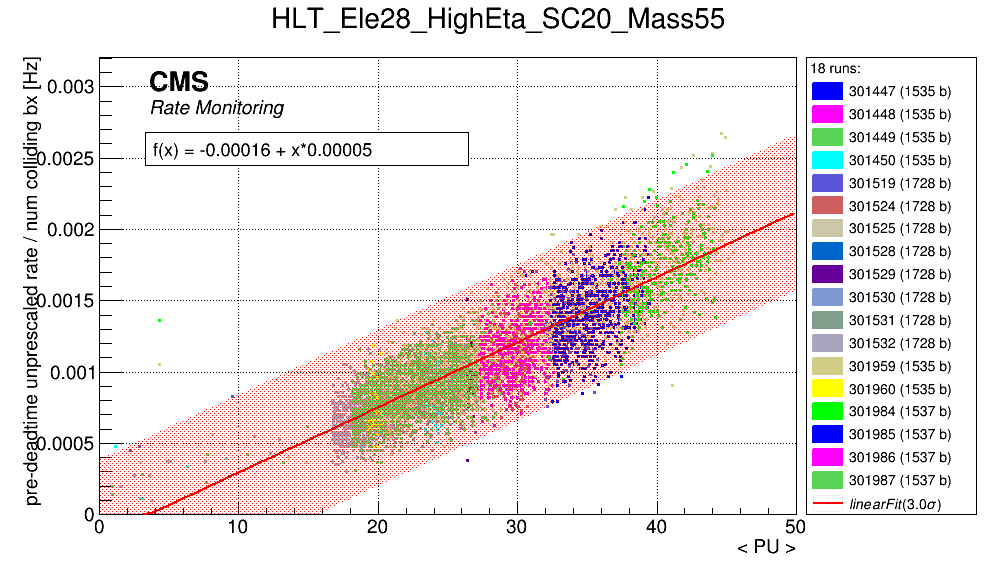 HLT_Ele28_HighEta_SC20_Mass55
pre-deadtime unprescaled rate / num colliding bx [Hz]
CMS
Rate Monitoring
f(x) = -0.00016 + x*0.00005
0.003
0.0025
0.002
0.0015
0.001
0.0005
0
0 10 20 30 40 50
< PU >
18 runs:
301447 (1535 b)
301448 (1535 b)
301449 (1535 b)
301450 (1535 b)
301519 (1728 b)
301524 (1728 b)
301525 (1728 b)
301528 (1728 b)
301529 (1728 b)
301530 (1728 b)
301531 (1728 b)
301532 (1728 b)
301959 (1535 b)
301960 (1535 b)
301984 (1537 b)
301985 (1537 b)
301986 (1537 b)
301987 (1537 b)
linearFit(3.0σ)